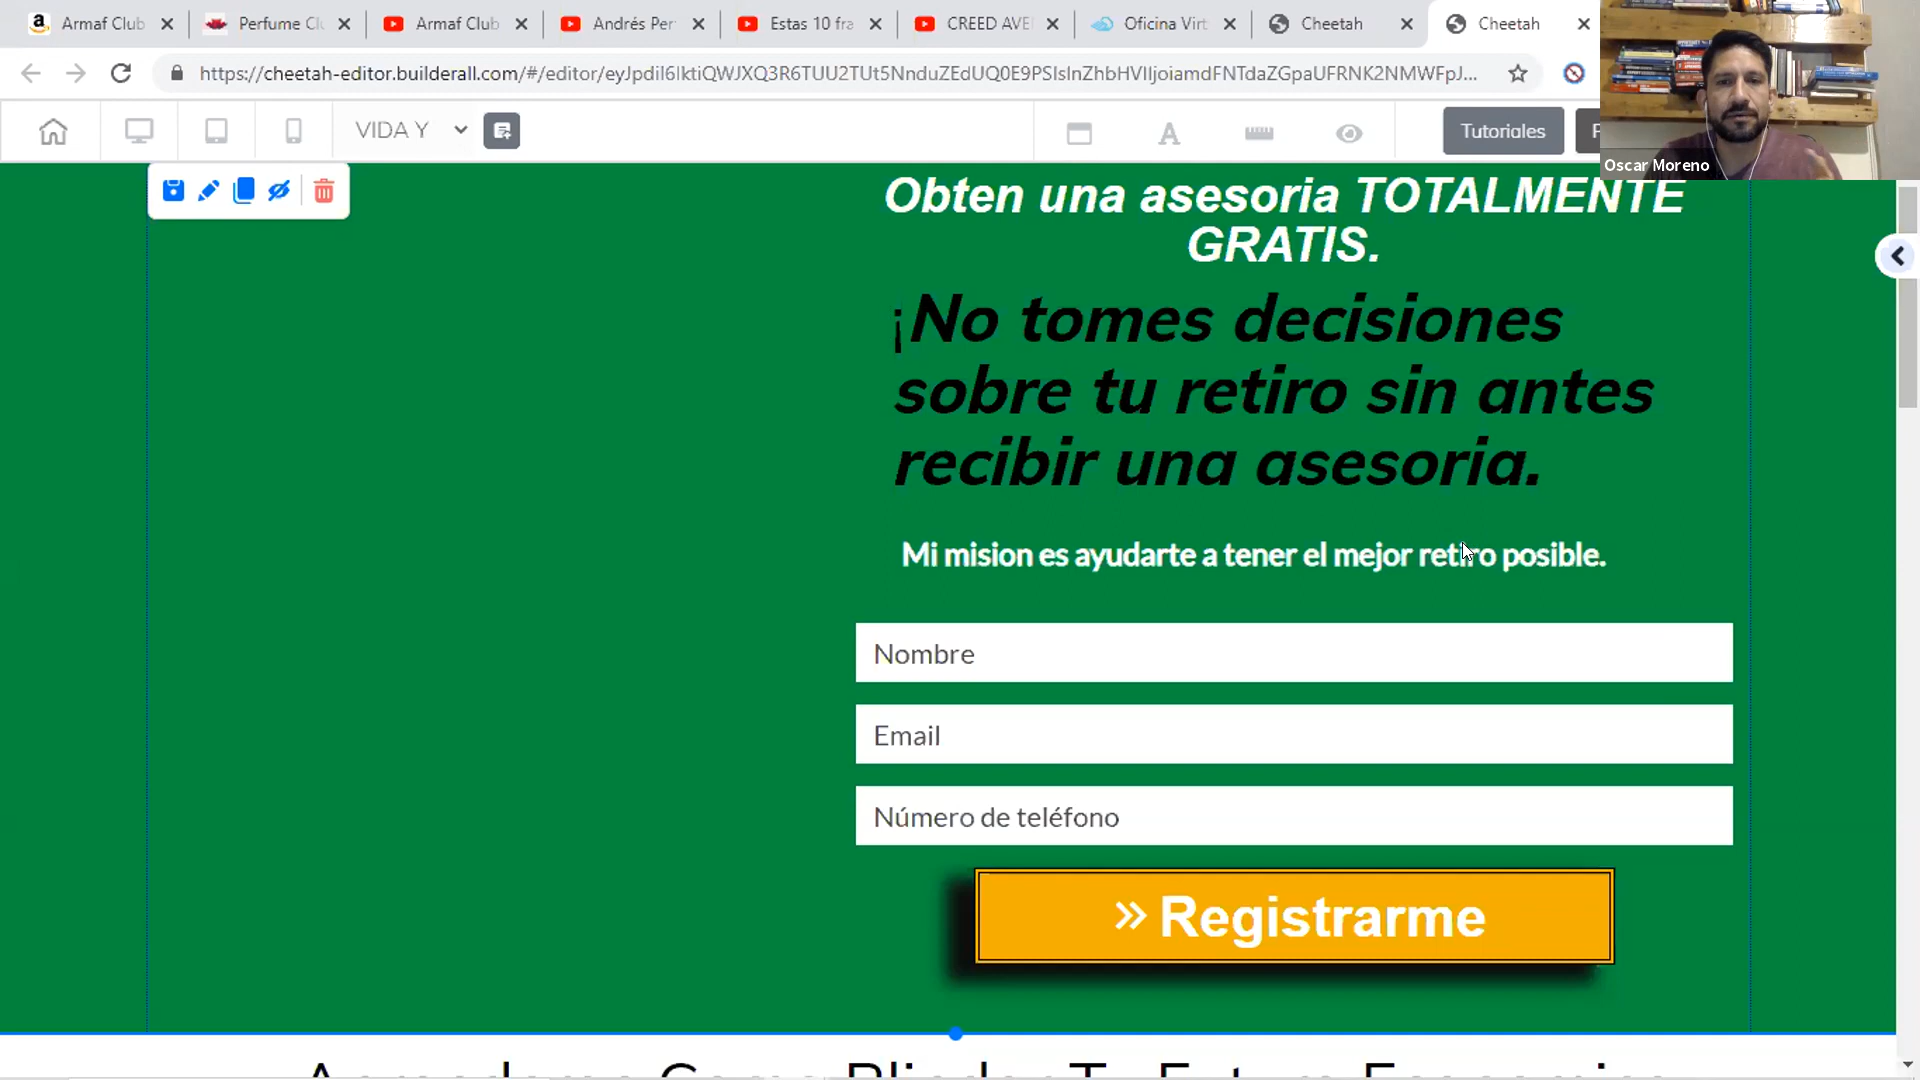 Armaf Club
Perfume Cl
Armaf Club
Andrés Per
Estas 10 fra
CREED AVE
Oficina Virt
Cheetah
Cheetah
https://cheetah-editor.builderall.com/#/editor/
VIDA Y
Tutoriales
Oscar Moreno
Obten una asesoria TOTALMENTE
GRATIS.
¡No tomes decisiones
sobre tu retiro sin antes
recibir una asesoria.
Mi mision es ayudarte a tener el mejor retiro posible.
Nombre
Email
Número de teléfono
Registrarme